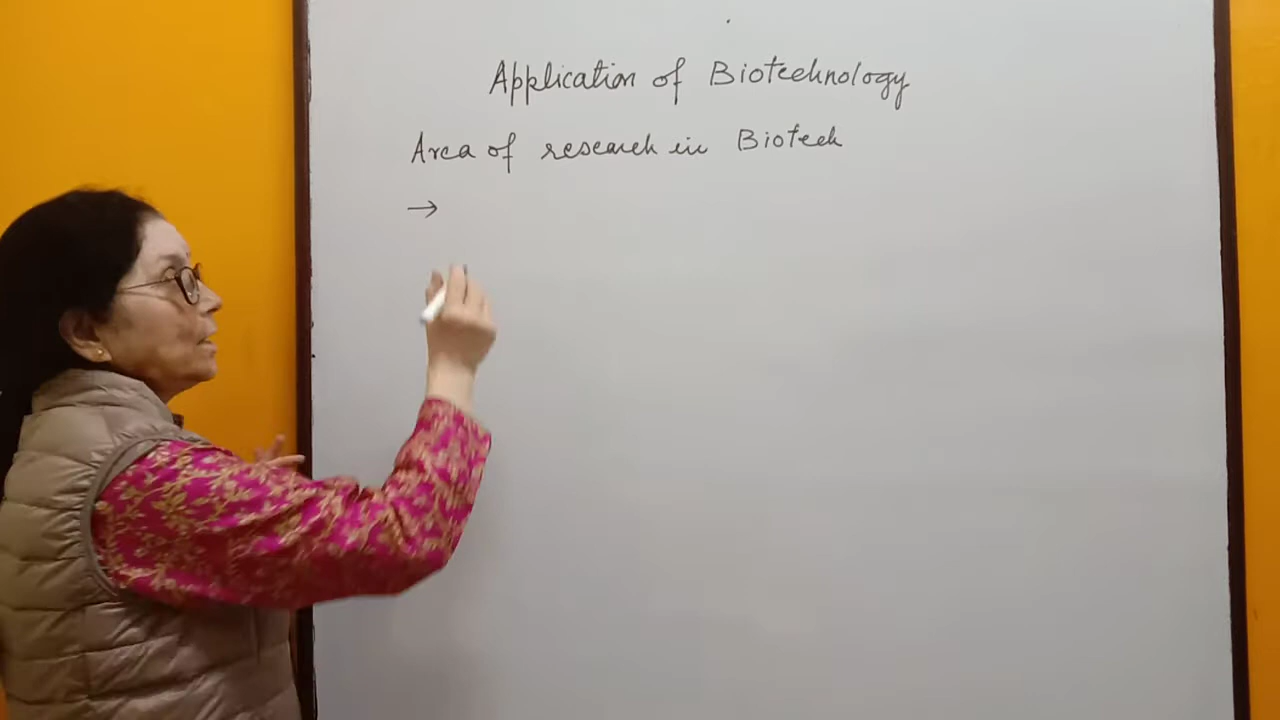 Application of Biotechnology
Area of research in Biotech
→